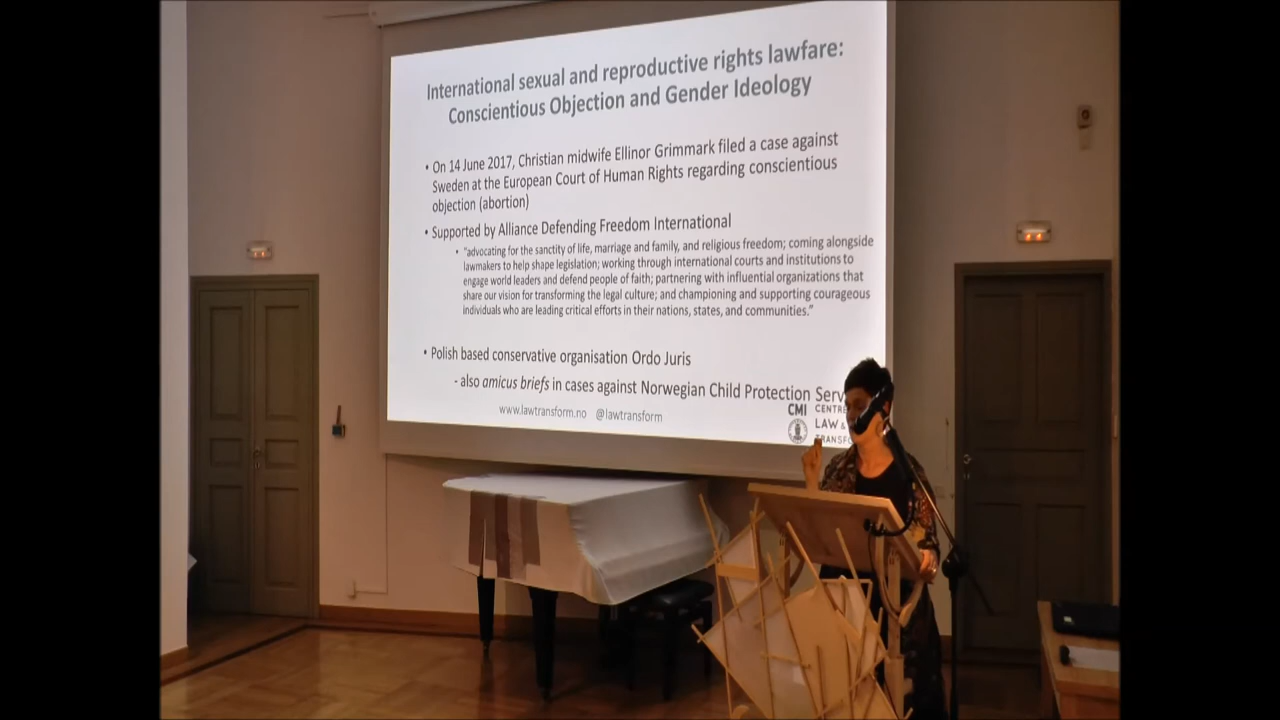 International sexual and reproductive rights lawfare:
Conscientious Objection and Gender Ideology
• On 14 June 2017, Christian midwife Ellinor Grimmark filed a case against
Sweden at the European Court of Human Rights regarding conscientious
objection (abortion)
• Supported by Alliance Defending Freedom International
• "advocating for the sanctity of life, marriage and family, and religious freedom; coming alongside
lawmakers to help shape legislation; working through international courts and institutions to
engage world leaders and defend people of faith; partnering with influential organizations that
share our vision for transforming the legal culture; and championing and supporting courageous
individuals who are leading critical efforts in their nations, states, and communities."
• Polish based conservative organisation Ordo Juris
- also amicus briefs in cases against Norwegian Child Protection Serv
www.lawtransform.no @lawtransform
CMI
CENTRE
LAW &
TRANSFO